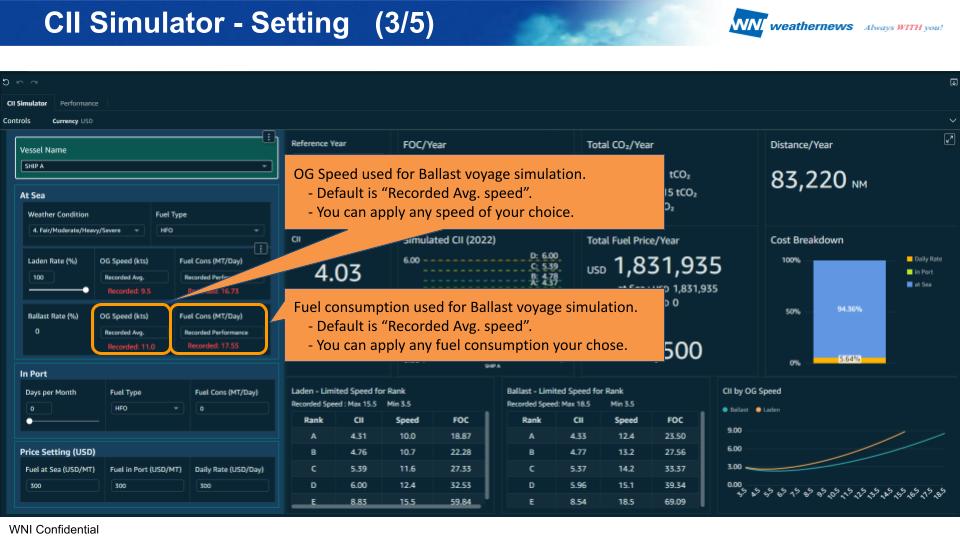 CII Simulator - Setting (3/5)
WNI weathernews Always WITH you!
CII Simulator Performance
Controls Currency USD
Vessel Name
SHIP A
At Sea
Weather Condition Fuel Type
4. Fair/Moderate/Heavy/Severe HFO
Laden Rate (%) OG Speed (kts) Fuel Cons (MT/Day)
100 Recorded Avg. Recorded Perfor
Recorded: 9.5 16.73
Ballast Rate (%) OG Speed (kts) Fuel Cons (MT/Day)
0 Recorded Avg. Recorded Performance
Recorded: 11.0 Recorded: 17.55
In Port
Days per Month Fuel Type Fuel Cons (MT/Day)
0 HFO 0
Price Setting (USD)
Fuel at Sea (USD/MT) Fuel in Port (USD/MT) Daily Rate (USD/Day)
300 300 300
Reference Year FOC/Year Total CO₂/Year Distance/Year
tCO₂
15 tCO₂
O₂
83,220 NM
OG Speed used for Ballast voyage simulation.
- Default is “Recorded Avg. speed”.
- You can apply any speed of your choice.
CII Simulated CII (2022) Total Fuel Price/Year Cost Breakdown
4.03
6.00
D: 6.00
C: 5.39
B: 4.78
A: 4.37
USD 1,831,935
at Sea : USD 1,831,935
0
500
Fuel consumption used for Ballast voyage simulation.
- Default is “Recorded Avg. speed”.
- You can apply any fuel consumption your chose.
SHIP A
100%
50%
0%
94.36%
5.64%
Daily Rate
In Port
at Sea
Laden - Limited Speed for Rank
Recorded Speed : Max 15.5 Min 3.5
Rank CII Speed FOC
A 4.31 10.0 18.87
B 4.76 10.7 22.28
C 5.39 11.6 27.33
D 6.00 12.4 32.53
E 8.83 15.5 59.84
Ballast - Limited Speed for Rank
Recorded Speed: Max 18.5 Min 3.5
Rank CII Speed FOC
A 4.33 12.4 23.50
B 4.77 13.2 27.56
C 5.37 14.2 33.37
D 5.96 15.1 39.34
E 8.54 18.5 69.09
CII by OG Speed
Ballast Laden
9.00
6.00
3.00
0.00
3.5 4.5 5.5 6.5 7.5 8.5 9.5 10.5 11.5 12.5 13.5 14.5 15.5 16.5 17.5 18.5
WNI Confidential